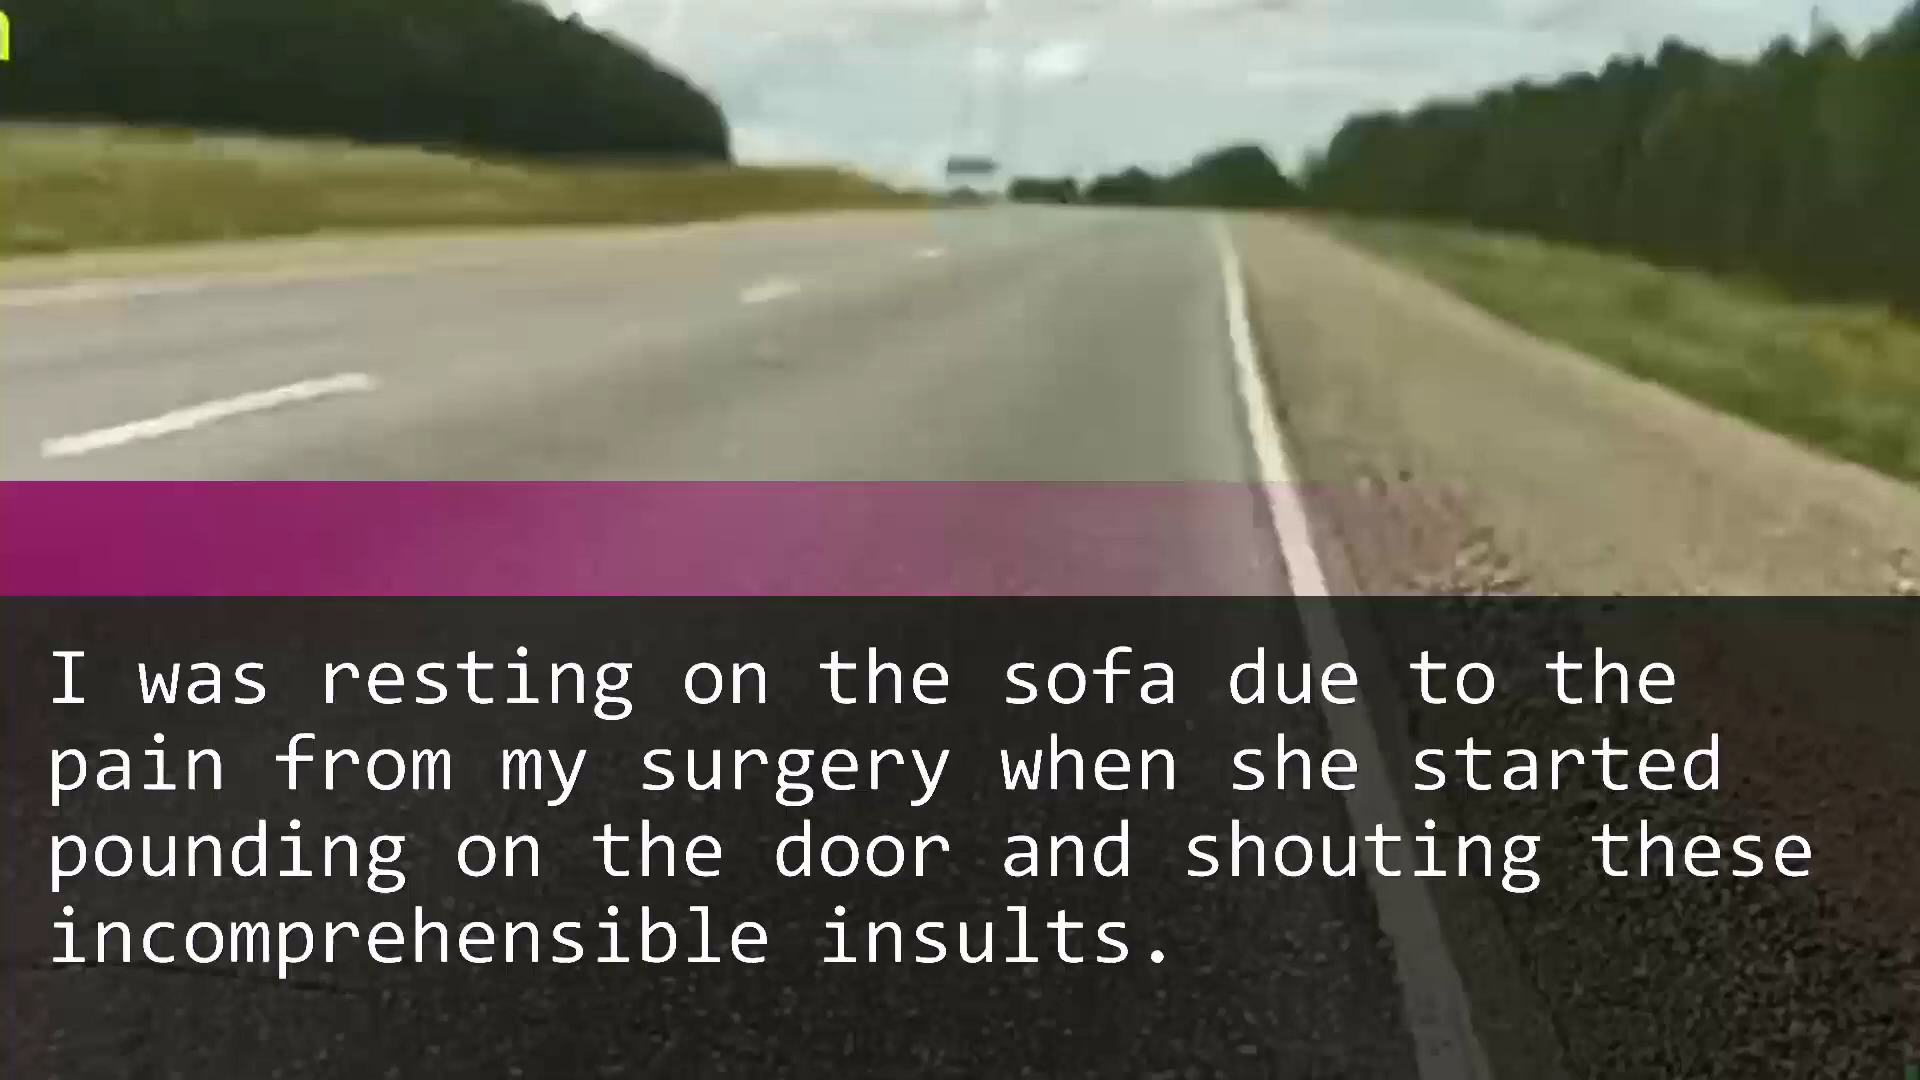 I was resting on the sofa due to the
pain from my surgery when she started
pounding on the door and shouting these
incomprehensible insults.